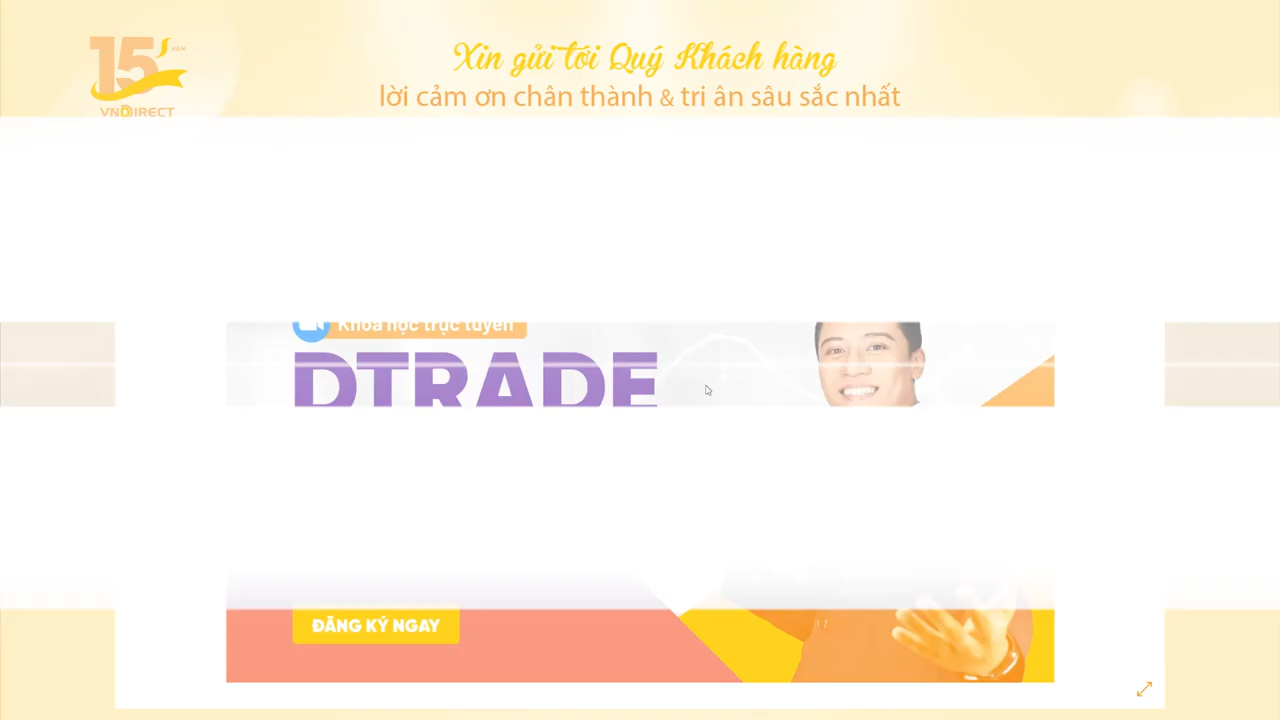 15 NĂM
VNDIRECT
Xin gửi tới Quý Khách hàng
lời cảm ơn chân thành & tri ân sâu sắc nhất
Khóa học trực tuyến
DTRADE
ĐĂNG KÝ NGAY